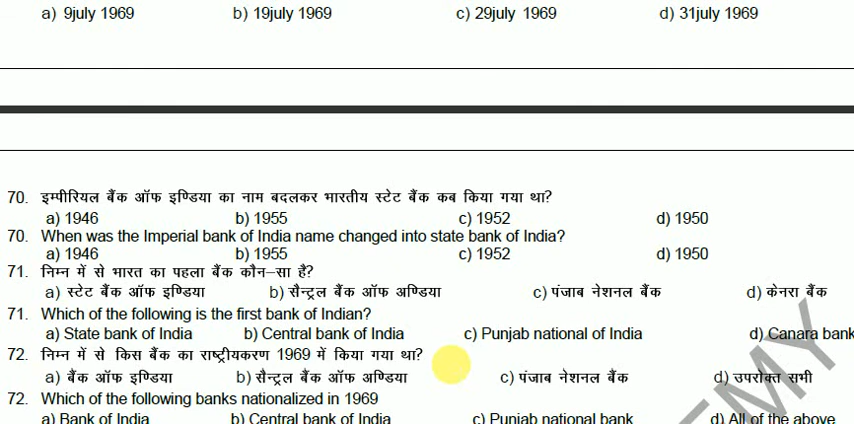 a) 9july 1969 b) 19july 1969 c) 29july 1969 d) 31july 1969
70. इम्पीरियल बैंक ऑफ इण्डिया का नाम बदलकर भारतीय स्टेट बैंक कब किया गया था?
a) 1946 b) 1955 c) 1952 d) 1950
70. When was the Imperial bank of India name changed into state bank of India?
a) 1946 b) 1955 c) 1952 d) 1950
71. निम्न में से भारत का पहला बैंक कौन–सा है?
a) स्टेट बैंक ऑफ इण्डिया b) सैन्ट्रल बैंक ऑफ अण्डिया c) पंजाब नेशनल बैंक d) केनरा बैंक
71. Which of the following is the first bank of Indian?
a) State bank of India b) Central bank of India c) Punjab national of India d) Canara bank
72. निम्न में से किस बैंक का राष्ट्रीयकरण 1969 में किया गया था?
a) बैंक ऑफ इण्डिया b) सैन्ट्रल बैंक ऑफ अण्डिया c) पंजाब नेशनल बैंक d) उपरोक्त सभी
72. Which of the following banks nationalized in 1969
a) Bank of India b) Central bank of India c) Punjab national bank d) All of the above